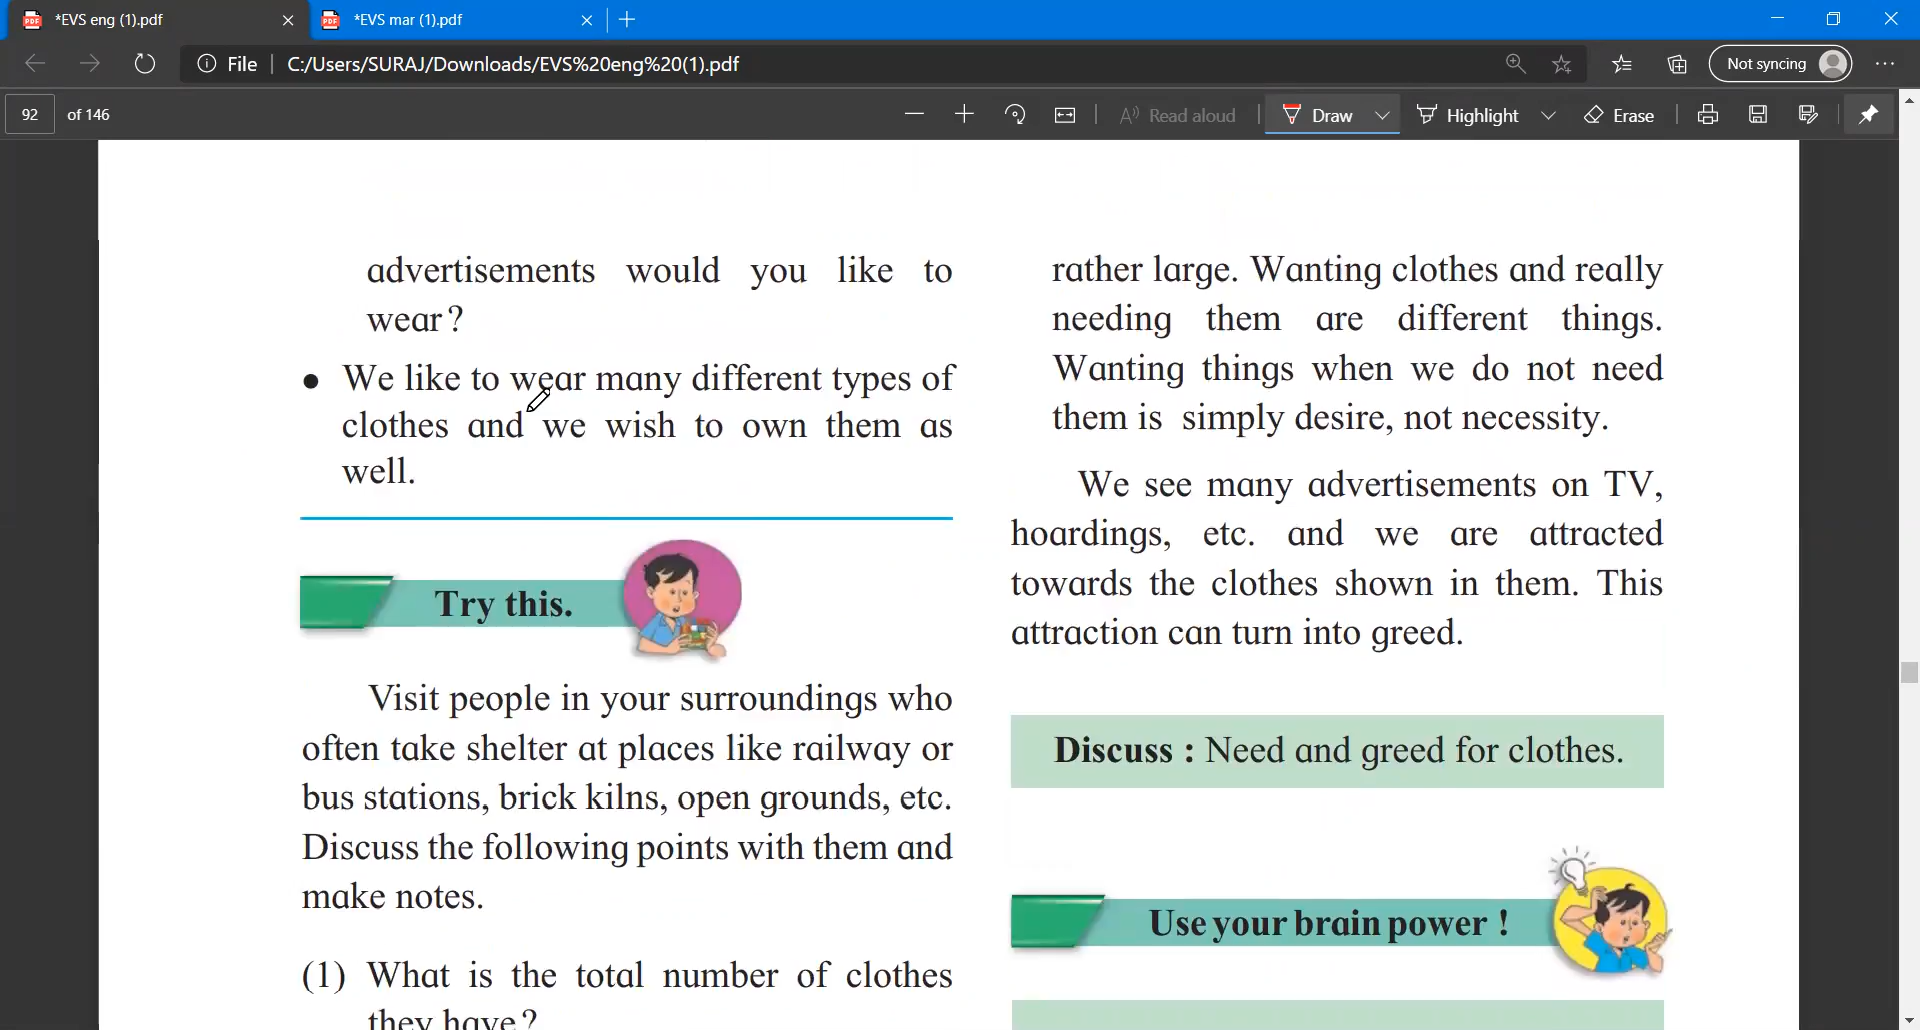 *EVS eng (1).pdf
*EVS mar (1).pdf
File
C:/Users/SURAJ/Downloads/EVS%20eng%20(1).pdf
Not syncing
92
of 146
Read aloud
Draw
Highlight
Erase
advertisements would you like to
wear?
● We like to wear many different types of
clothes and we wish to own them as
well.
Try this.
Visit people in your surroundings who
often take shelter at places like railway or
bus stations, brick kilns, open grounds, etc.
Discuss the following points with them and
make notes.
(1) What is the total number of clothes
they have?
rather large. Wanting clothes and really
needing them are different things.
Wanting things when we do not need
them is simply desire, not necessity.
We see many advertisements on TV,
hoardings, etc. and we are attracted
towards the clothes shown in them. This
attraction can turn into greed.
Discuss : Need and greed for clothes.
Use your brain power !